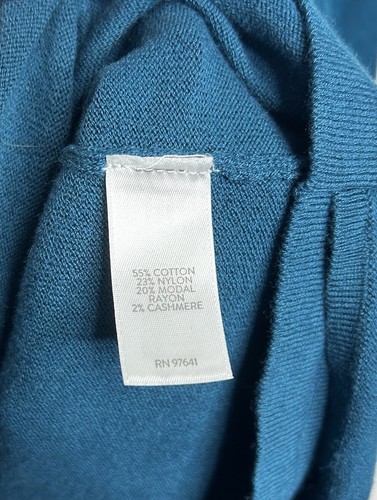 55% COTTON
23% NYLON
20% MODAL
RAYON
2% CASHMERE
RN 97641